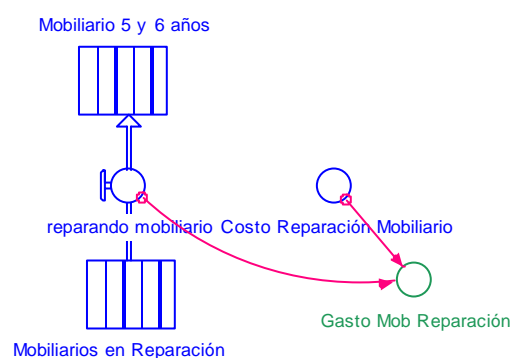 Mobiliario 5 y 6 años
reparando mobiliario
Costo Reparación Mobiliario
Gasto Mob Reparación
Mobiliarios en Reparación